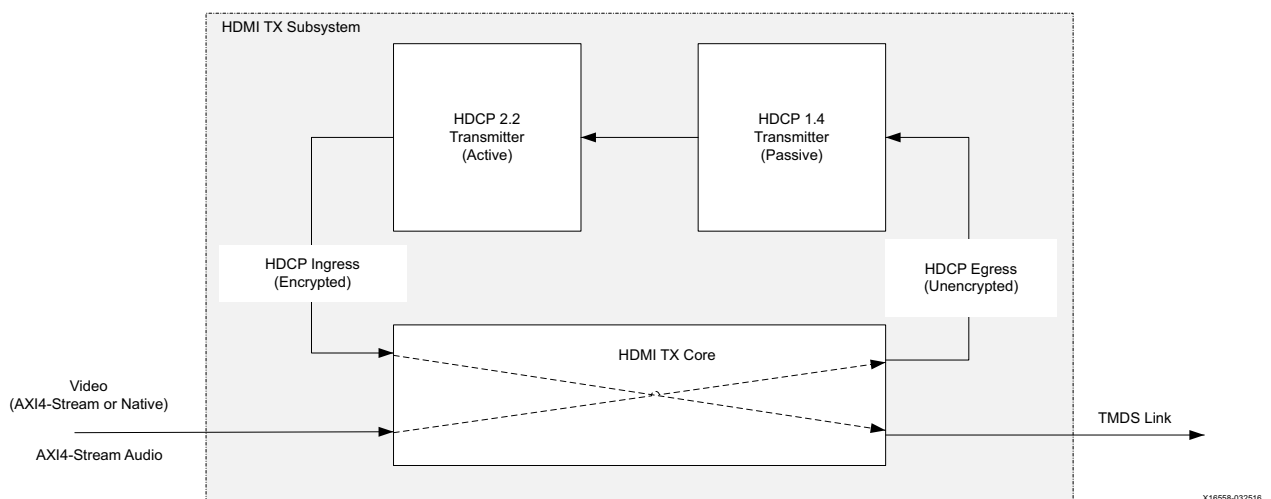 HDMI TX Subsystem
HDCP 2.2
Transmitter
(Active)
HDCP 1.4
Transmitter
(Passive)
HDCP Ingress
(Encrypted)
HDCP Egress
(Unencrypted)
HDMI TX Core
Video
(AXI4-Stream or Native)
AXI4-Stream Audio
TMDS Link
X16558-032516